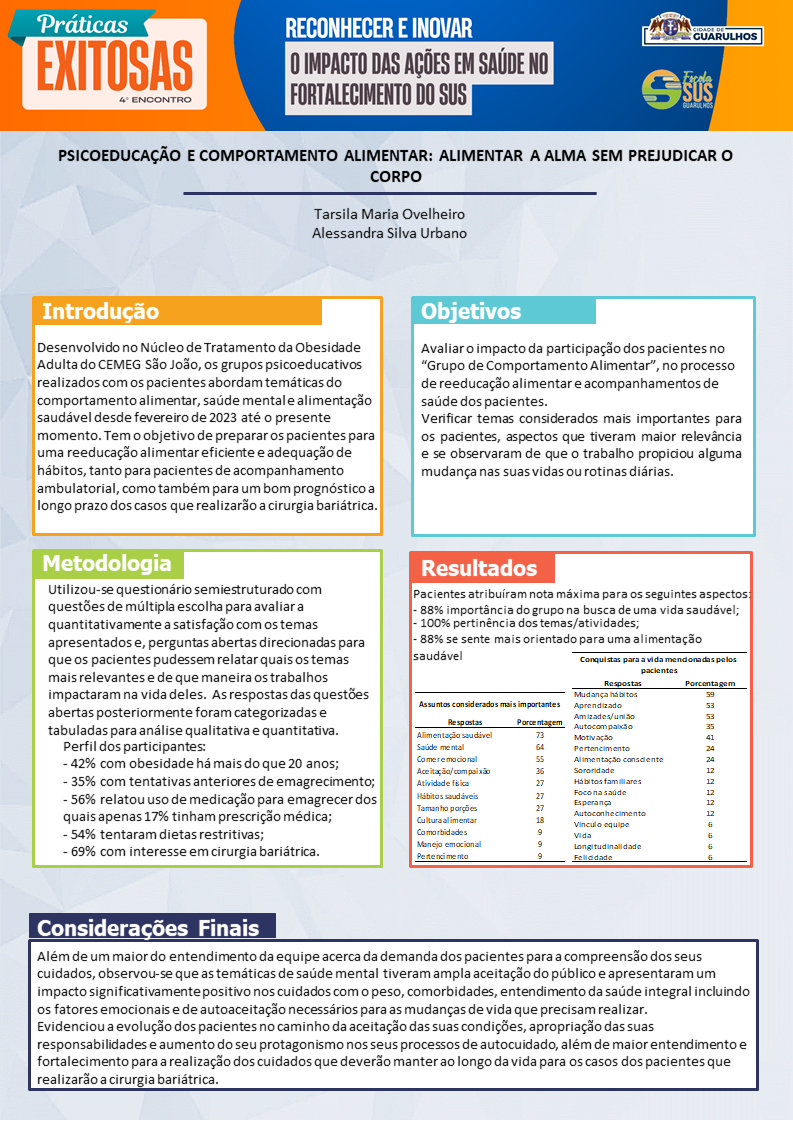 Práticas
EXITOSAS
4º ENCONTRO
RECONHECER E INOVAR
O IMPACTO DAS AÇÕES EM SAÚDE NO
FORTALECIMENTO DO SUS
CIDADE DE
GUARULHOS
Escola
SUS
GUARULHOS
PSICOEDUCAÇÃO E COMPORTAMENTO ALIMENTAR: ALIMENTAR A ALMA SEM PREJUDICAR O
CORPO
Tarsila Maria Ovelheiro
Alessandra Silva Urbano
Introdução
Desenvolvido no Núcleo de Tratamento da Obesidade
Adulta do CEMEG São João, os grupos psicoeducativos
realizados com os pacientes abordam temáticas do
comportamento alimentar, saúde mental e alimentação
saudável desde fevereiro de 2023 até o presente
momento. Tem o objetivo de preparar os pacientes para
uma reeducação alimentar eficiente e adequação de
hábitos, tanto para pacientes de acompanhamento
ambulatorial, como também para um bom prognóstico a
longo prazo dos casos que realizarão a cirurgia bariátrica.
Objetivos
Avaliar o impacto da participação dos pacientes no
“Grupo de Comportamento Alimentar”, no processo
de reeducação alimentar e acompanhamentos de
saúde dos pacientes.
Verificar temas considerados mais importantes para
os pacientes, aspectos que tiveram maior relevância
e se observaram de que o trabalho propiciou alguma
mudança nas suas vidas ou rotinas diárias.
Metodologia
Utilizou-se questionário semiestruturado com
questões de múltipla escolha para avaliar a
quantitativamente a satisfação com os temas
apresentados e, perguntas abertas direcionadas para
que os pacientes pudessem relatar quais os temas
mais relevantes e de que maneira os trabalhos
impactaram na vida deles. As respostas das questões
abertas posteriormente foram categorizadas e
tabuladas para análise qualitativa e quantitativa.
Perfil dos participantes:
- 42% com obesidade há mais do que 20 anos;
- 35% com tentativas anteriores de emagrecimento;
- 56% relatou uso de medicação para emagrecer dos
quais apenas 17% tinham prescrição médica;
- 54% tentaram dietas restritivas;
- 69% com interesse em cirurgia bariátrica.
Resultados
Pacientes atribuíram nota máxima para os seguintes aspectos:
- 88% importância do grupo na busca de uma vida saudável;
- 100% pertinência dos temas/atividades;
- 88% se sente mais orientado para uma alimentação
saudável
Assuntos considerados mais importantes
Respostas Porcentagem
Alimentação saudável 73
Saúde mental 64
Comer emocional 55
Aceitação/compaixão 36
Atividade física 27
Hábitos saudáveis 27
Tamanho porções 27
Cultura alimentar 18
Comorbidades 9
Manejo emocional 9
Pertencimento 9
Conquistas para a vida mencionadas pelos
pacientes
Respostas Porcentagem
Mudança hábitos 59
Aprendizado 53
Amizades/união 53
Autocompaixão 35
Motivação 41
Pertencimento 24
Alimentação consciente 24
Sororidade 12
Hábitos familiares 12
Foco na saúde 12
Esperança 12
Autoconhecimento 12
Vínculo equipe 6
Vida 6
Longitudinalidade 6
Felicidade 6
Considerações Finais
Além de um maior do entendimento da equipe acerca da demanda dos pacientes para a compreensão dos seus
cuidados, observou-se que as temáticas de saúde mental tiveram ampla aceitação do público e apresentaram um
impacto significativamente positivo nos cuidados com o peso, comorbidades, entendimento da saúde integral incluindo
os fatores emocionais e de autoaceitação necessários para as mudanças de vida que precisam realizar.
Evidenciou a evolução dos pacientes no caminho da aceitação das suas condições, apropriação das suas
responsabilidades e aumento do seu protagonismo nos seus processos de autocuidado, além de maior entendimento e
fortalecimento para a realização dos cuidados que deverão manter ao longo da vida para os casos dos pacientes que
realizarão a cirurgia bariátrica.